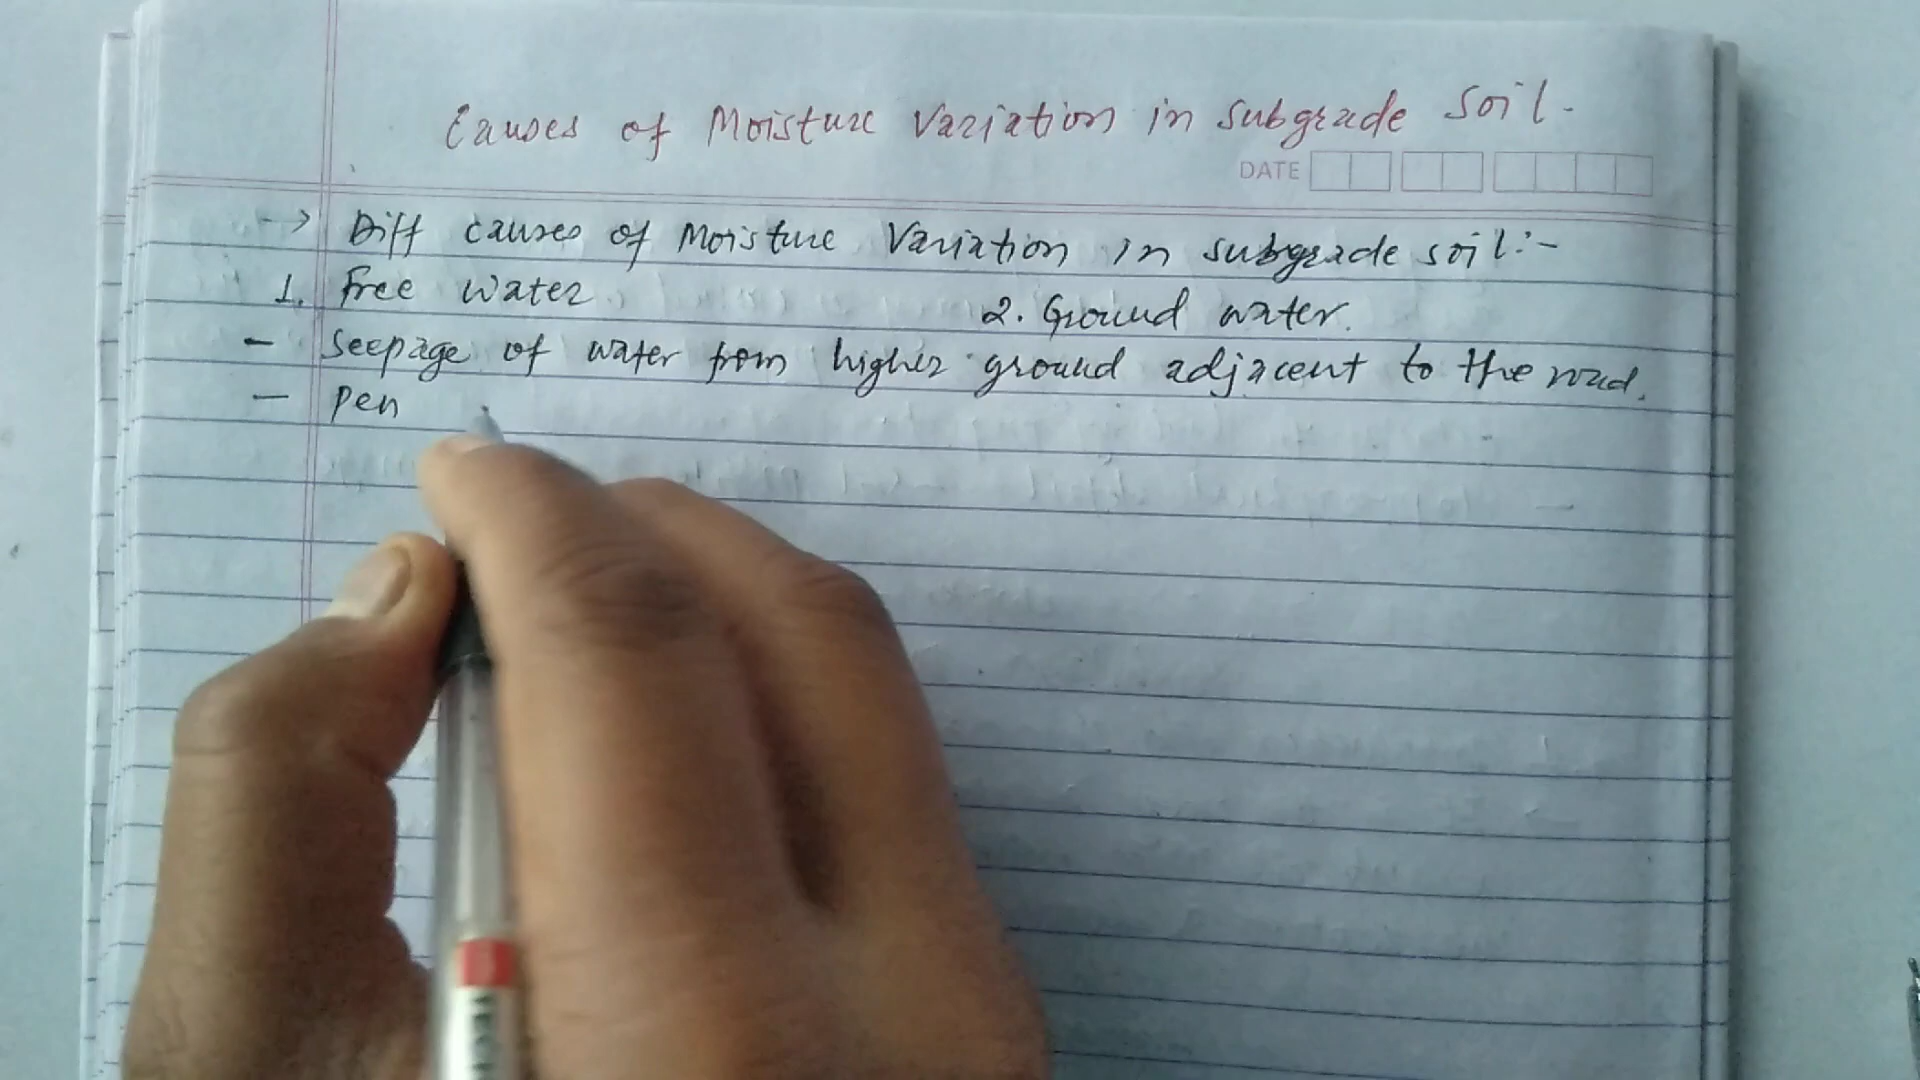 Causes of Moisture Variation in subgrade soil-
DATE
→ Diff causes of Moisture Variation in subgrade soil:-
1. Free water. 2. Ground water.
- Seepage of water from higher ground adjacent to the road.
- Pen